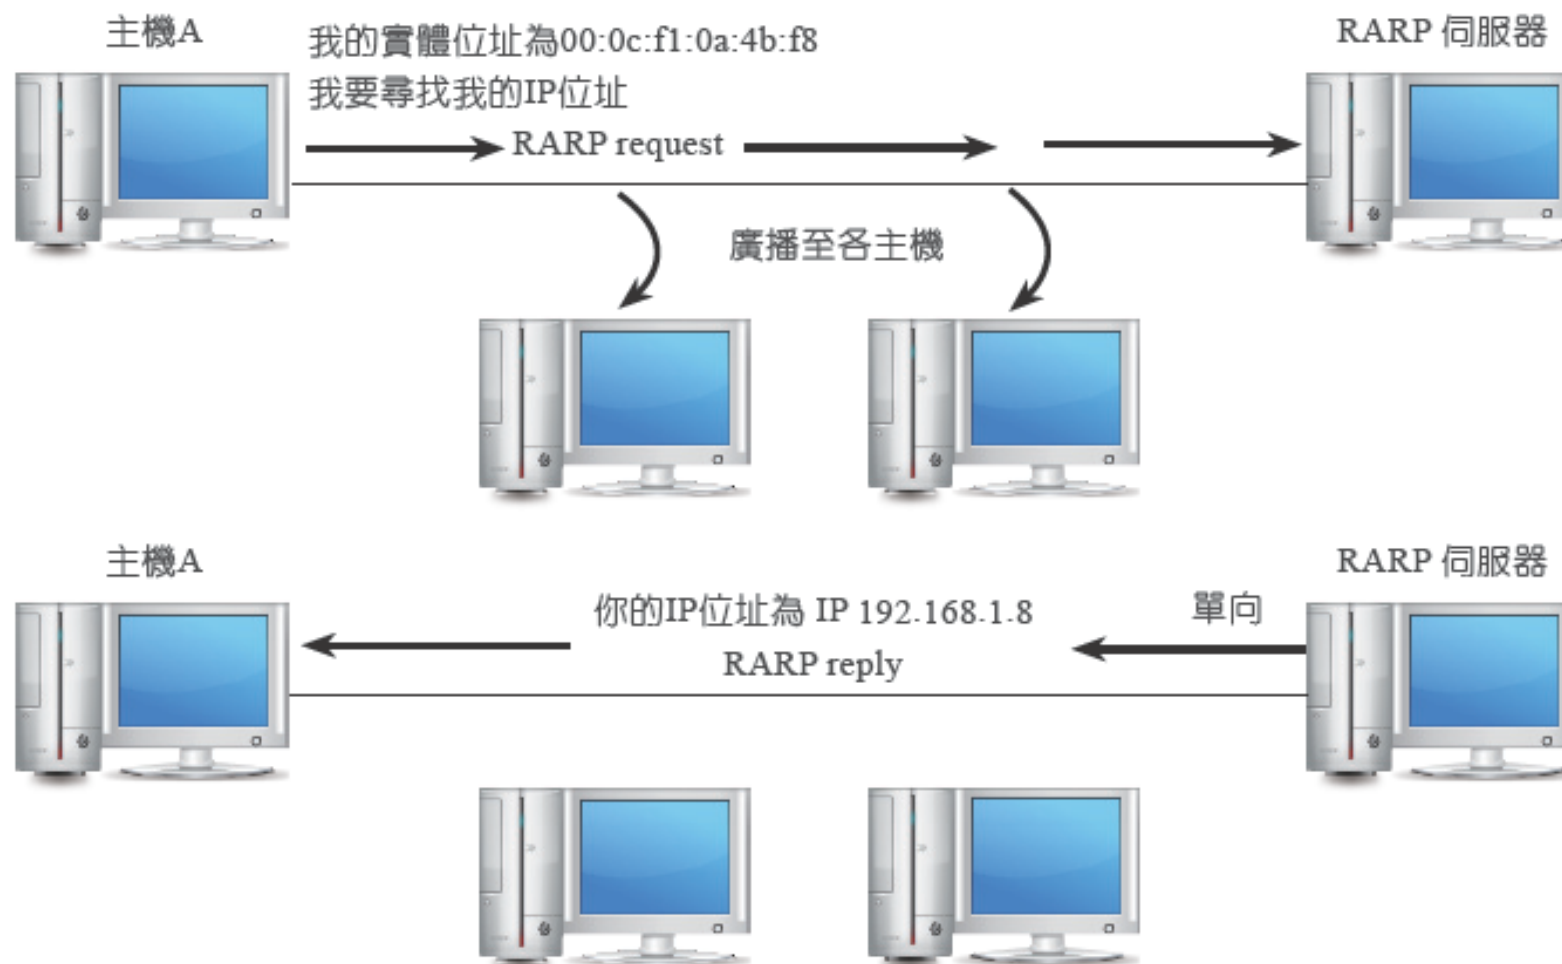 主機A
我的實體位址為00:0c:f1:0a:4b:f8
RARP 伺服器
我要尋找我的IP位址
RARP request
廣播至各主機
主機A
RARP 伺服器
你的IP位址為 IP 192.168.1.8
單向
RARP reply